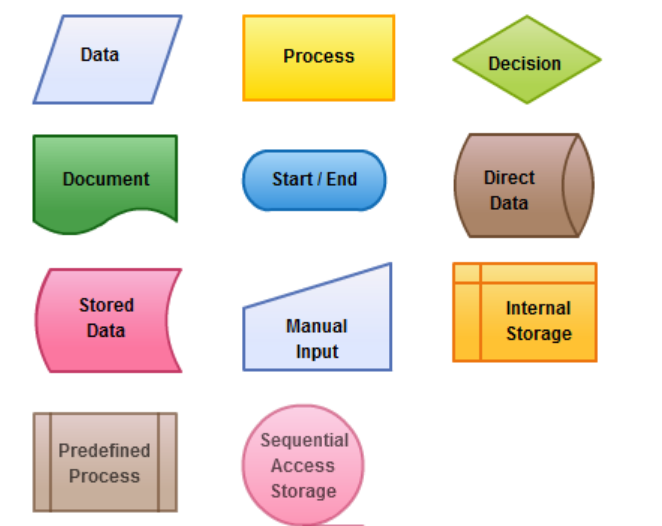 Data
Process
Decision
Document
Start / End
Direct
Data
Stored
Data
Manual
Input
Internal
Storage
Predefined
Process
Sequential
Access
Storage